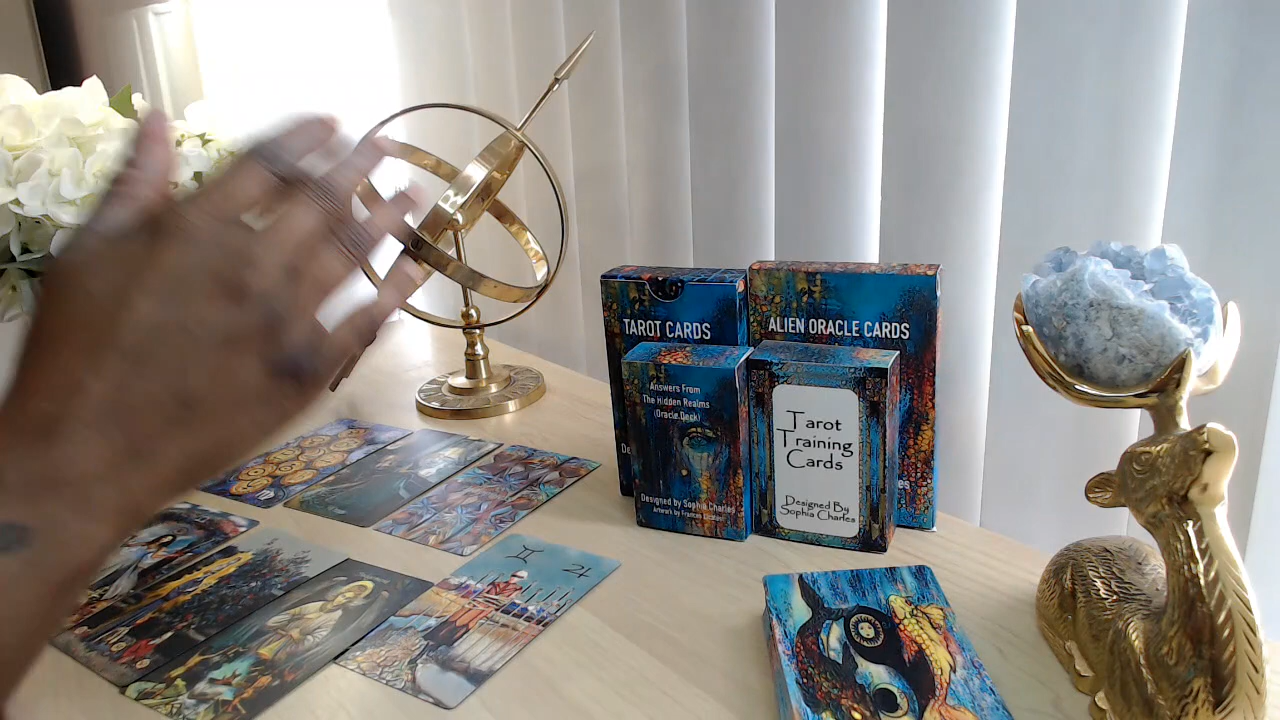 TAROT CARDS
ALIEN ORACLE CARDS
Answers From
The Hidden Realms
(Oracle Deck)
Designed by Sophia Charles
Tarot
Training
Cards
Designed By
Sophia Charles
♊
♃